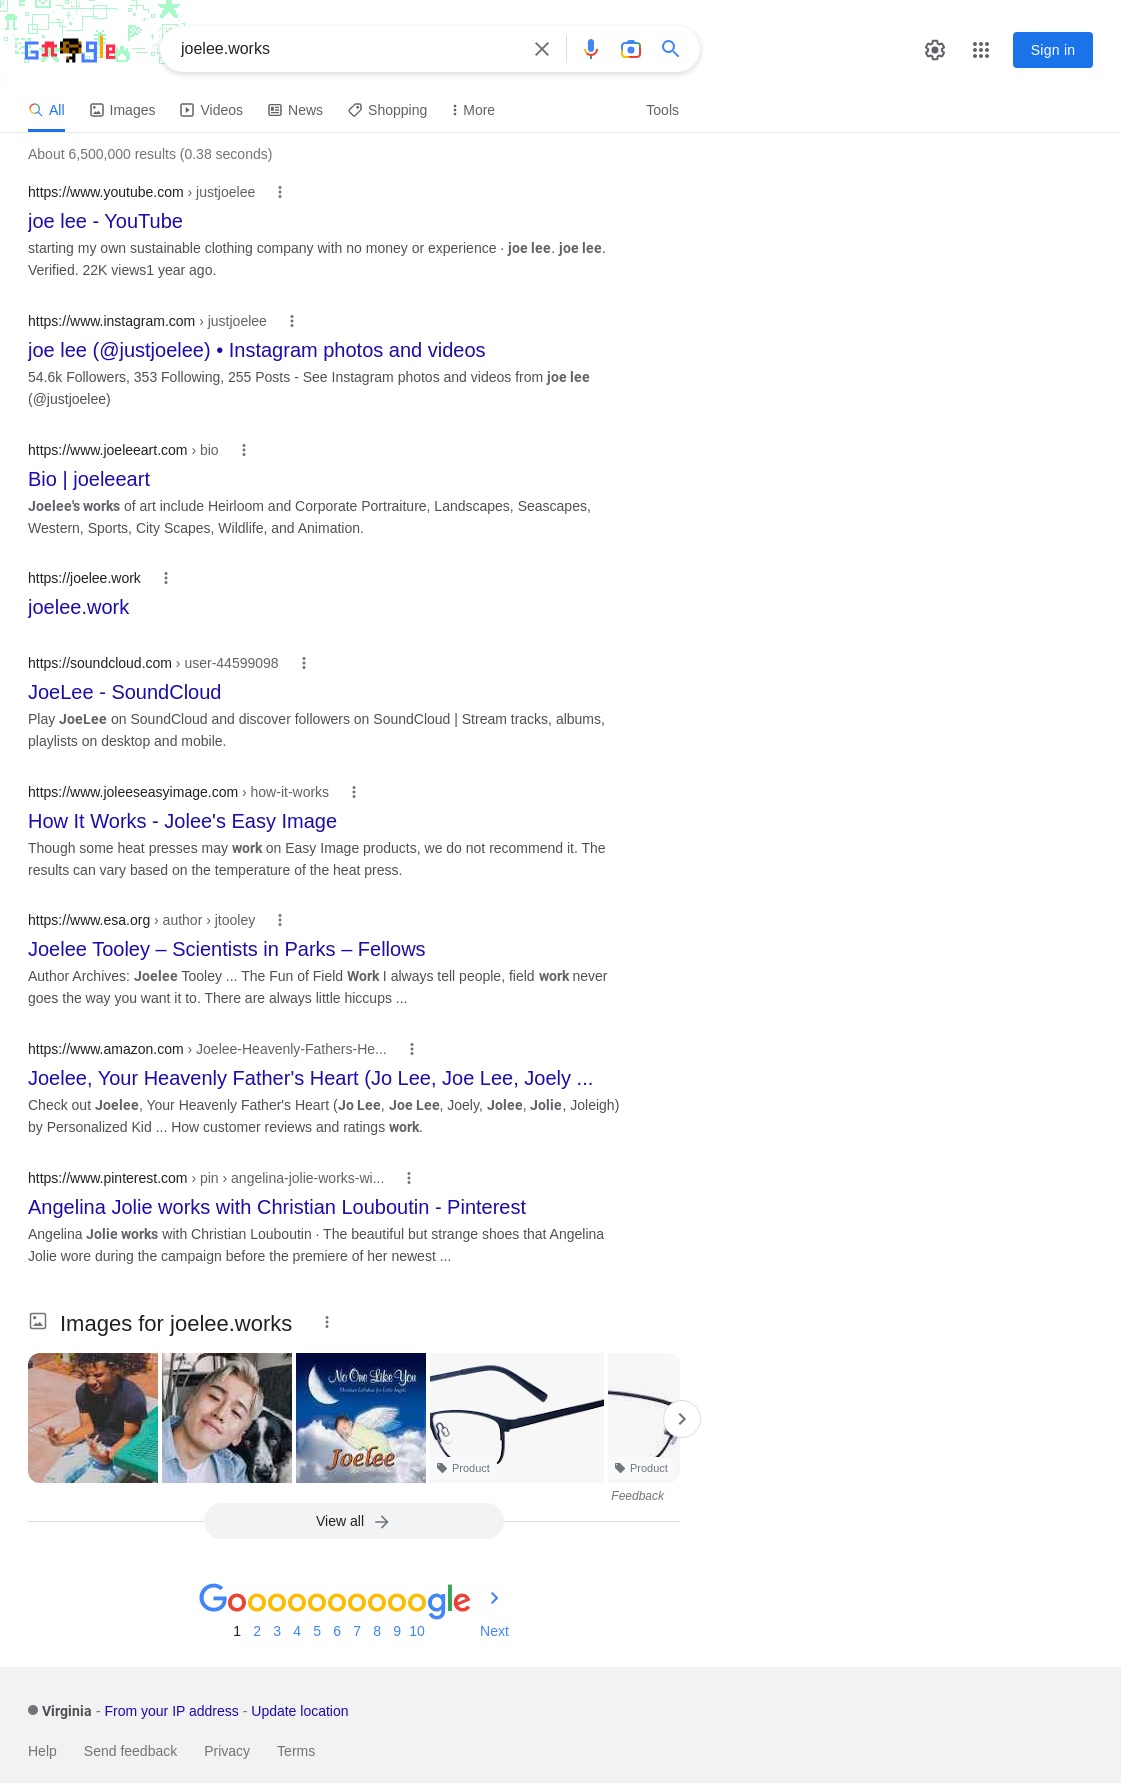 Google
joelee.works
Sign in
All Images Videos News Shopping More Tools
About 6,500,000 results (0.38 seconds)
https://www.youtube.com › justjoelee
joe lee - YouTube
starting my own sustainable clothing company with no money or experience · joe lee. joe lee.
Verified. 22K views1 year ago.
https://www.instagram.com › justjoelee
joe lee (@justjoelee) • Instagram photos and videos
54.6k Followers, 353 Following, 255 Posts - See Instagram photos and videos from joe lee
(@justjoelee)
https://www.joeleeart.com › bio
Bio | joeleeart
Joelee's works of art include Heirloom and Corporate Portraiture, Landscapes, Seascapes,
Western, Sports, City Scapes, Wildlife, and Animation.
https://joelee.work
joelee.work
https://soundcloud.com › user-44599098
JoeLee - SoundCloud
Play JoeLee on SoundCloud and discover followers on SoundCloud | Stream tracks, albums,
playlists on desktop and mobile.
https://www.joleeseasyimage.com › how-it-works
How It Works - Jolee's Easy Image
Though some heat presses may work on Easy Image products, we do not recommend it. The
results can vary based on the temperature of the heat press.
https://www.esa.org › author › jtooley
Joelee Tooley – Scientists in Parks – Fellows
Author Archives: Joelee Tooley ... The Fun of Field Work I always tell people, field work never
goes the way you want it to. There are always little hiccups ...
https://www.amazon.com › Joelee-Heavenly-Fathers-He...
Joelee, Your Heavenly Father's Heart (Jo Lee, Joe Lee, Joely ...
Check out Joelee, Your Heavenly Father's Heart (Jo Lee, Joe Lee, Joely, Jolee, Jolie, Joleigh)
by Personalized Kid ... How customer reviews and ratings work.
https://www.pinterest.com › pin › angelina-jolie-works-wi...
Angelina Jolie works with Christian Louboutin - Pinterest
Angelina Jolie works with Christian Louboutin · The beautiful but strange shoes that Angelina
Jolie wore during the campaign before the premiere of her newest ...
Images for joelee.works
No One Like You
Christian Lullabies for Little Angels
Joelee
Product
Product
Feedback
View all
Goooooooooogle
1 2 3 4 5 6 7 8 9 10 Next
Virginia - From your IP address - Update location
Help Send feedback Privacy Terms